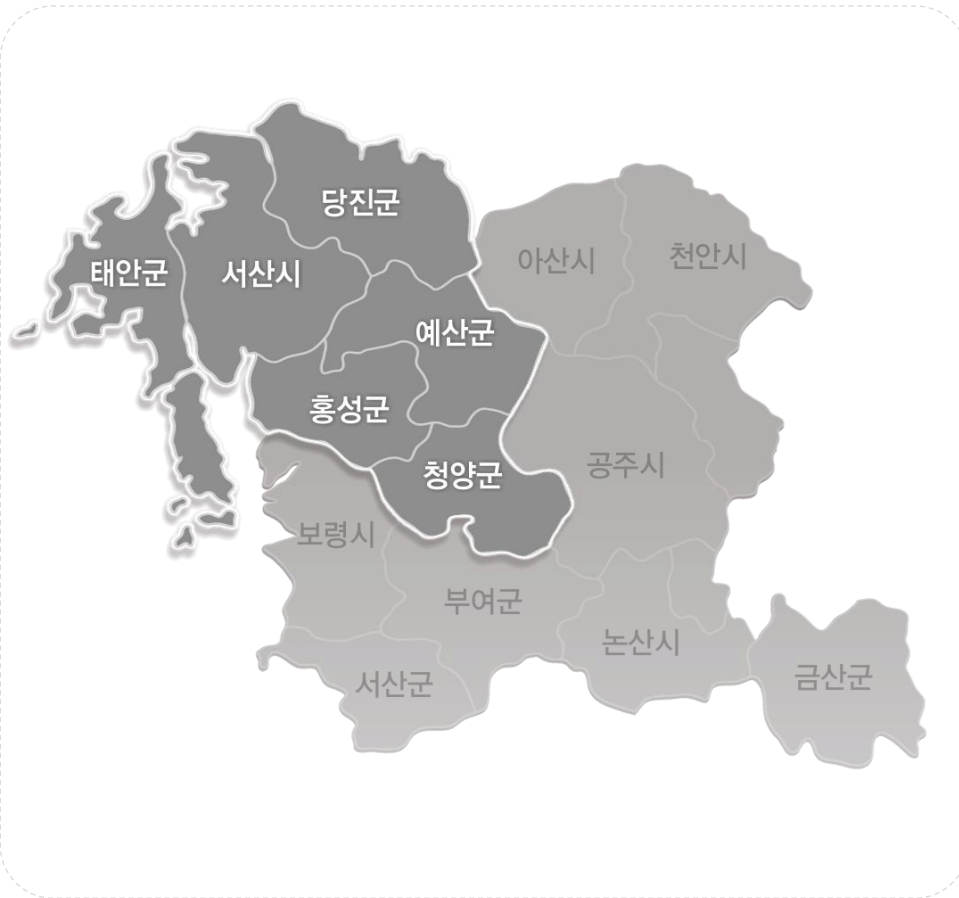 당진군
아산시
천안시
태안군
서산시
예산군
홍성군
공주시
청양군
보령시
부여군
논산시
서산군
금산군